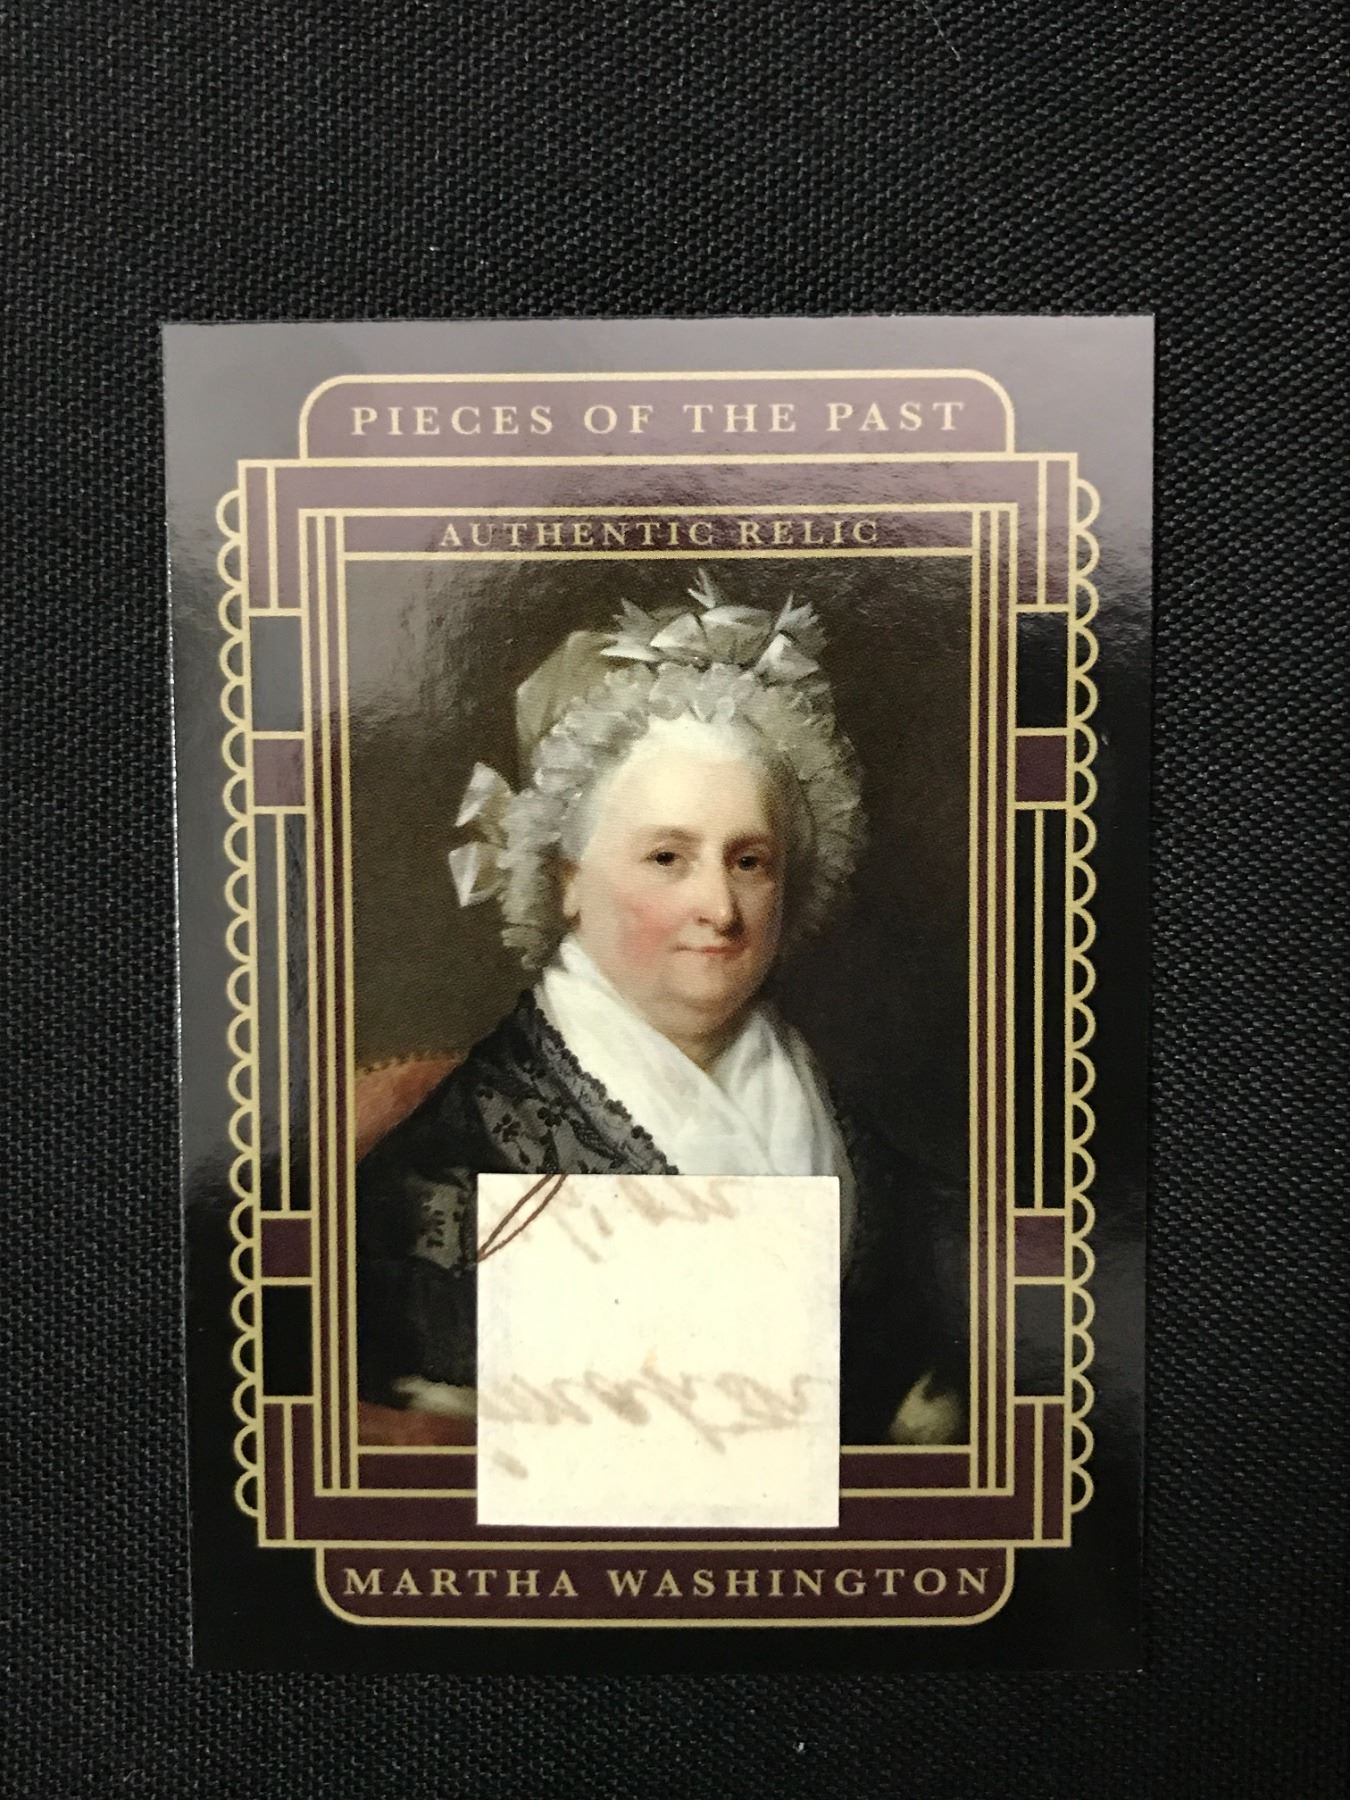 PIECES OF THE PAST
AUTHENTIC RELIC
MARTHA WASHINGTON